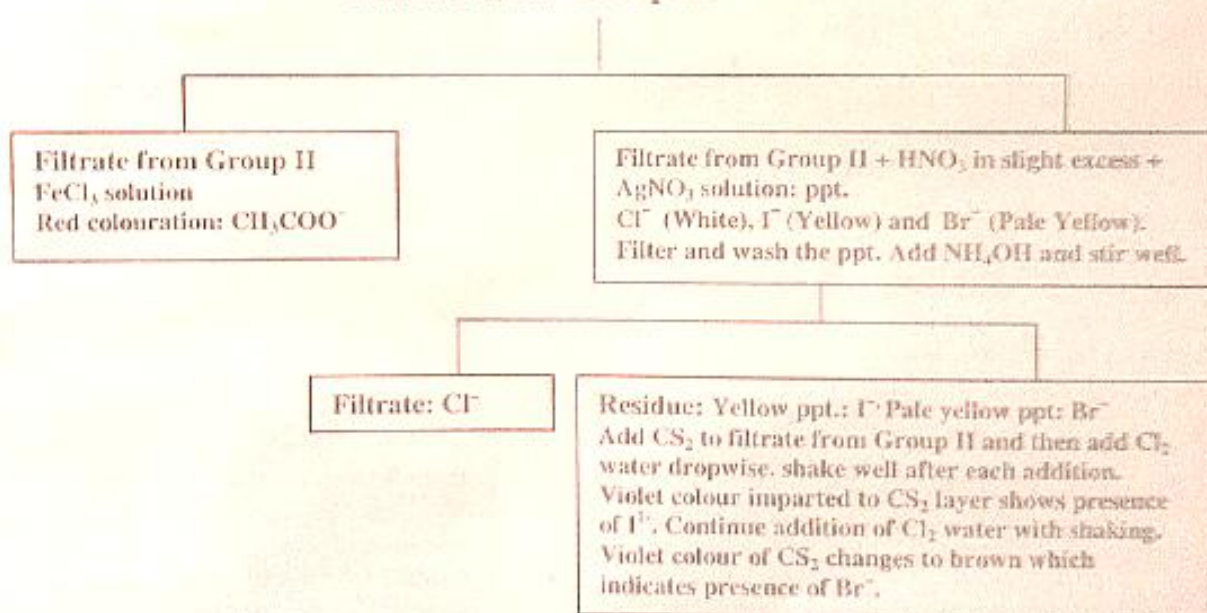 Filtrate from Group II
FeCl₃ solution
Red colouration: CH₃COO⁻
Filtrate from Group II + HNO₃ in slight excess +
AgNO₃ solution: ppt.
Cl⁻ (White), I⁻ (Yellow) and Br⁻ (Pale Yellow).
Filter and wash the ppt. Add NH₄OH and stir well.
Filtrate: Cl⁻
Residue: Yellow ppt.: I⁻ Pale yellow ppt: Br⁻
Add CS₂ to filtrate from Group II and then add Cl₂
water dropwise. shake well after each addition.
Violet colour imparted to CS₂ layer shows presence
of Continue addition of Cl₂ water with shaking.
Violet colour of CS₂ changes to brown which
indicates presence of Br⁻.